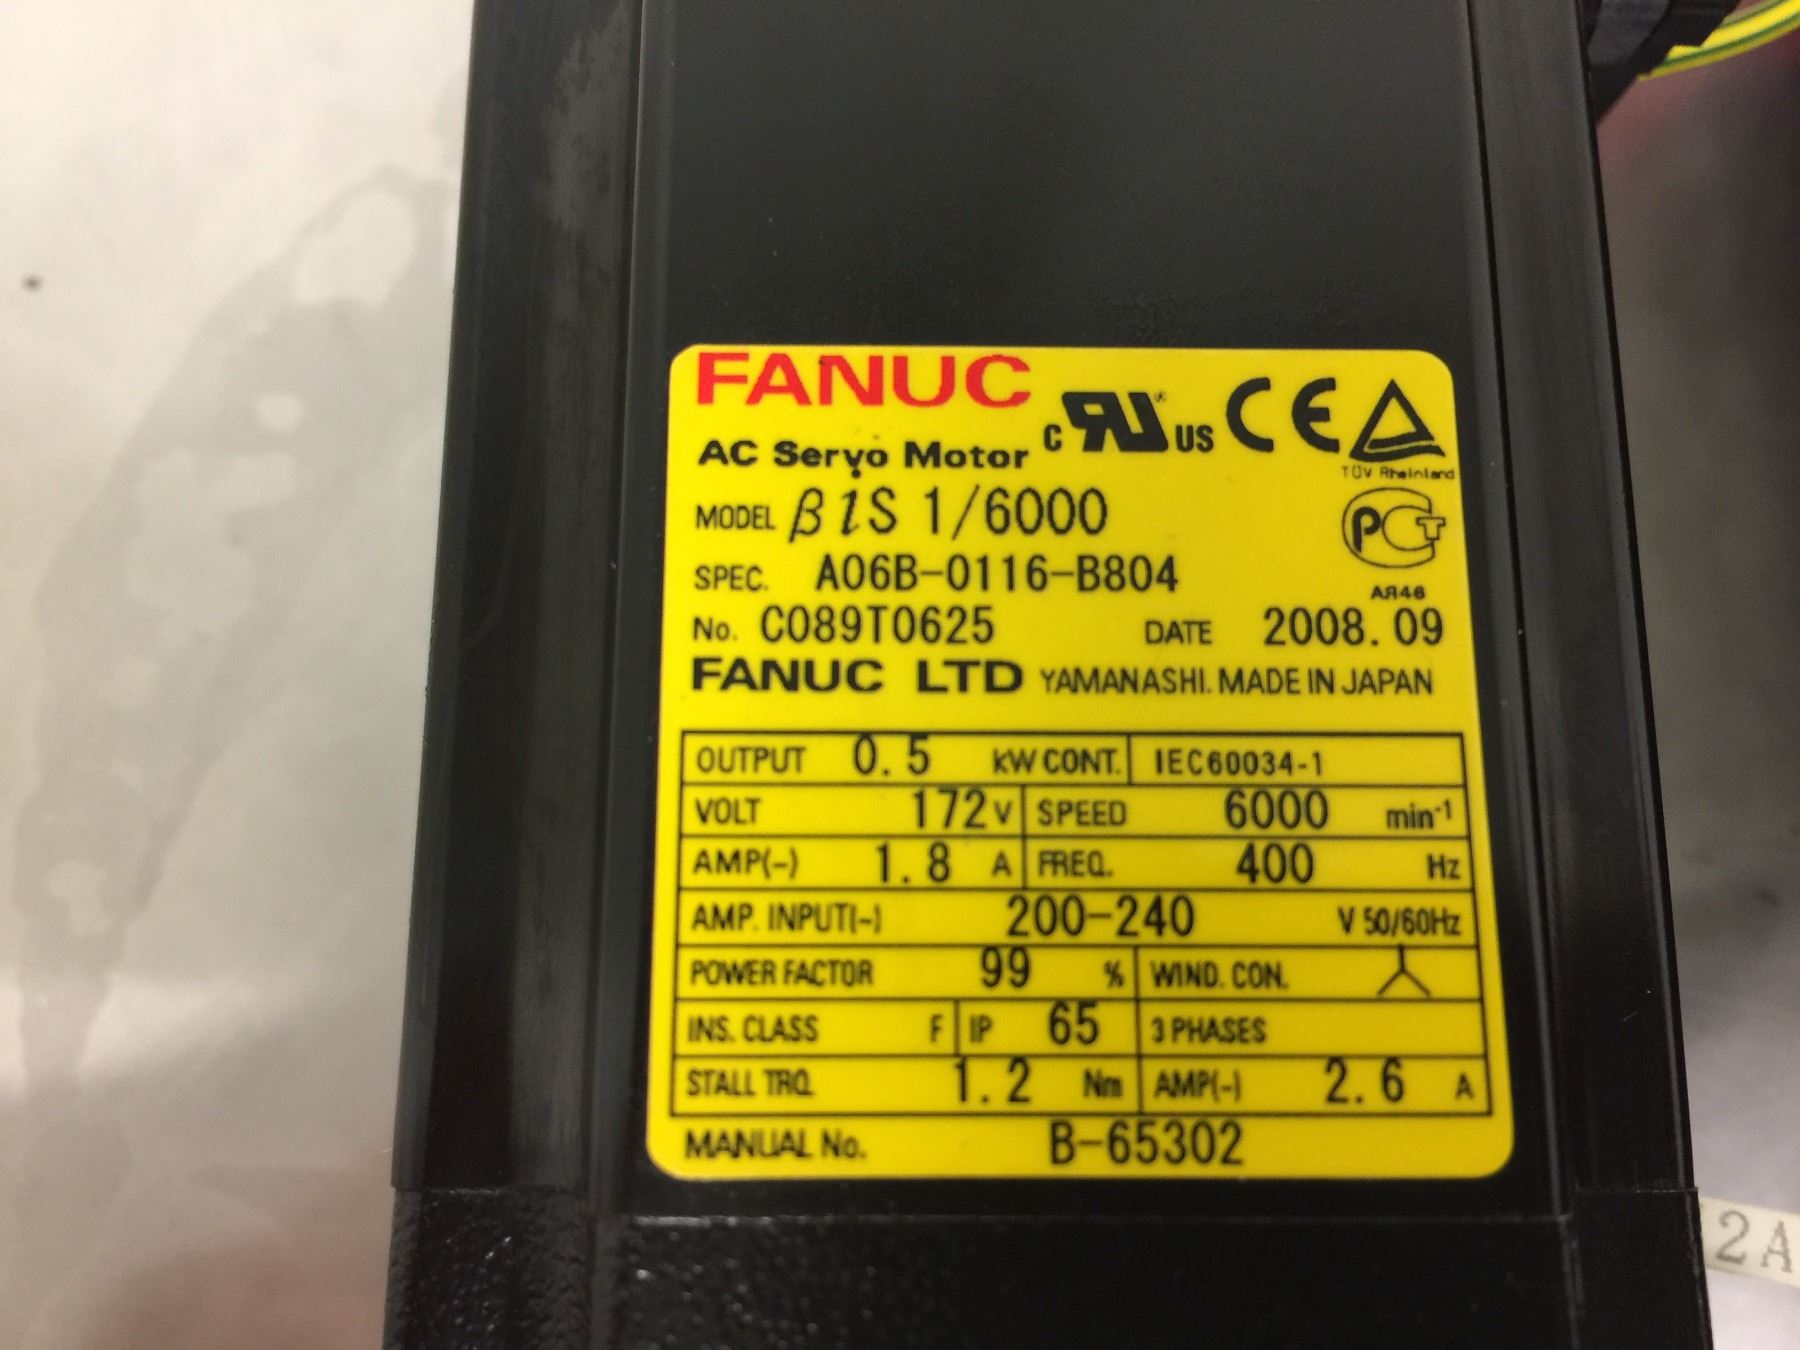 FANUC
AC Servo Motor c RU US CE
TÜV Rheinland
MODEL βiS 1/6000 PCT
SPEC. A06B-0116-B804 AЯ46
No. C089T0625 DATE 2008.09
FANUC LTD YAMANASHI. MADE IN JAPAN
OUTPUT 0.5 kW CONT. IEC60034-1
VOLT 172 V SPEED 6000 min-1
AMP(~) 1.8 A FREQ. 400 Hz
AMP. INPUT(~) 200-240 V 50/60Hz
POWER FACTOR 99 % WIND. CON.
INS. CLASS F IP 65 3 PHASES
STALL TRQ. 1.2 Nm AMP(~) 2.6 A
MANUAL No. B-65302
2A